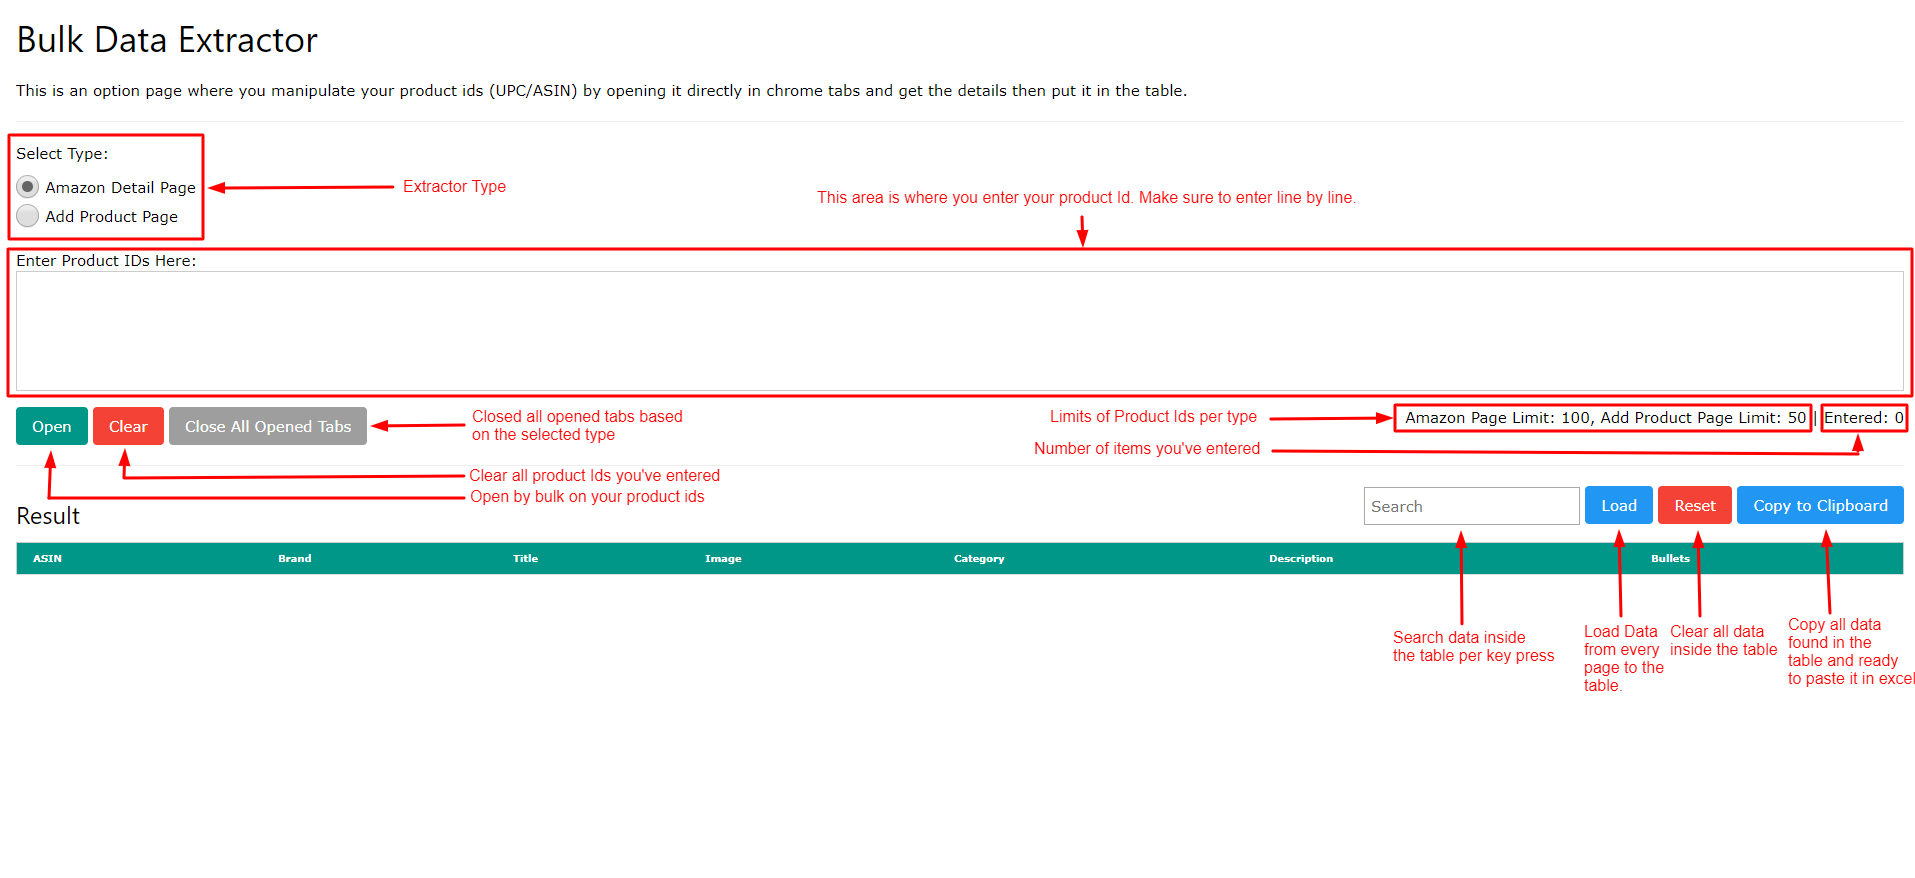 Bulk Data Extractor
This is an option page where you manipulate your product ids (UPC/ASIN) by opening it directly in chrome tabs and get the details then put it in the table.
Select Type:
Amazon Detail Page
Extractor Type
Add Product Page
This area is where you enter your product Id. Make sure to enter line by line.
Enter Product IDs Here:
Open
Clear
Close All Opened Tabs
Closed all opened tabs based
on the selected type
Limits of Product Ids per type
Amazon Page Limit: 100, Add Product Page Limit: 50 | Entered: 0
Number of items you've entered
Clear all product Ids you've entered
Open by bulk on your product ids
Result
Search
Load
Reset
Copy to Clipboard
ASIN
Brand
Title
Image
Category
Description
Bullets
Search data inside
the table per key press
Load Data
from every
page to the
table.
Clear all data
inside the table
Copy all data
found in the
table and ready
to paste it in excel